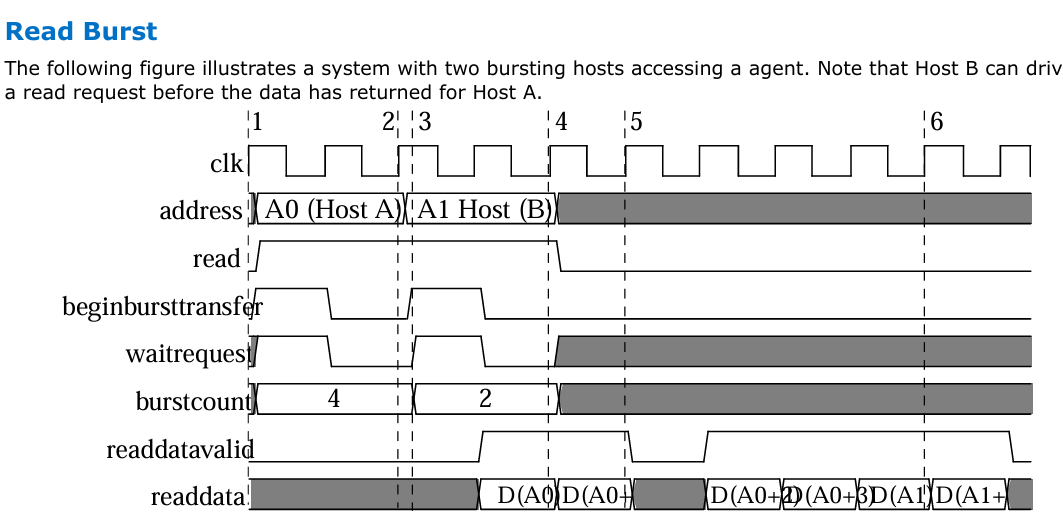 Read Burst
The following figure illustrates a system with two bursting hosts accessing a agent. Note that Host B can driv
a read request before the data has returned for Host A.
1 2 3 4 5 6
clk
address A0 (Host A) A1 Host (B)
read
beginbursttransfer
waitrequest
burstcount 4 2
readdatavalid
readdata D(A0) D(A0+ D(A0+2) D(A0+3) D(A1) D(A1+